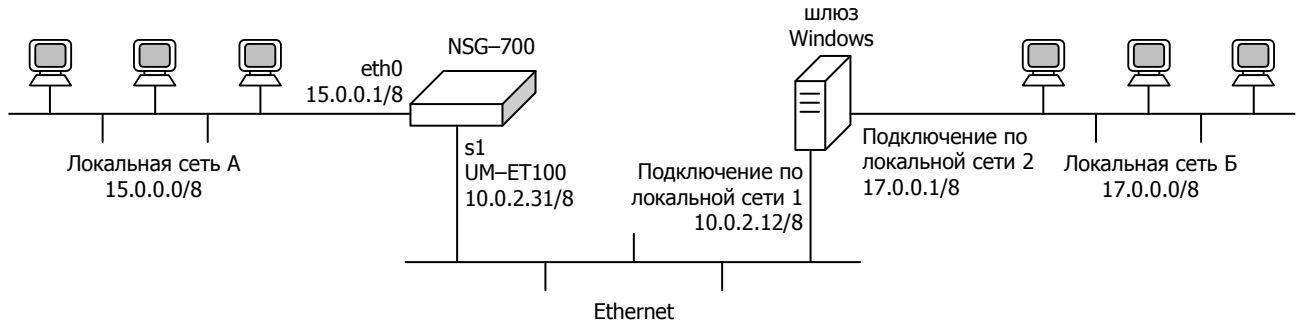 шлюз
Windows
NSG–700
eth0
15.0.0.1/8
Локальная сеть А
15.0.0.0/8
s1
UM–ET100
10.0.2.31/8
Подключение по
локальной сети 1
10.0.2.12/8
Подключение по
локальной сети 2
17.0.0.1/8
Локальная сеть Б
17.0.0.0/8
Ethernet